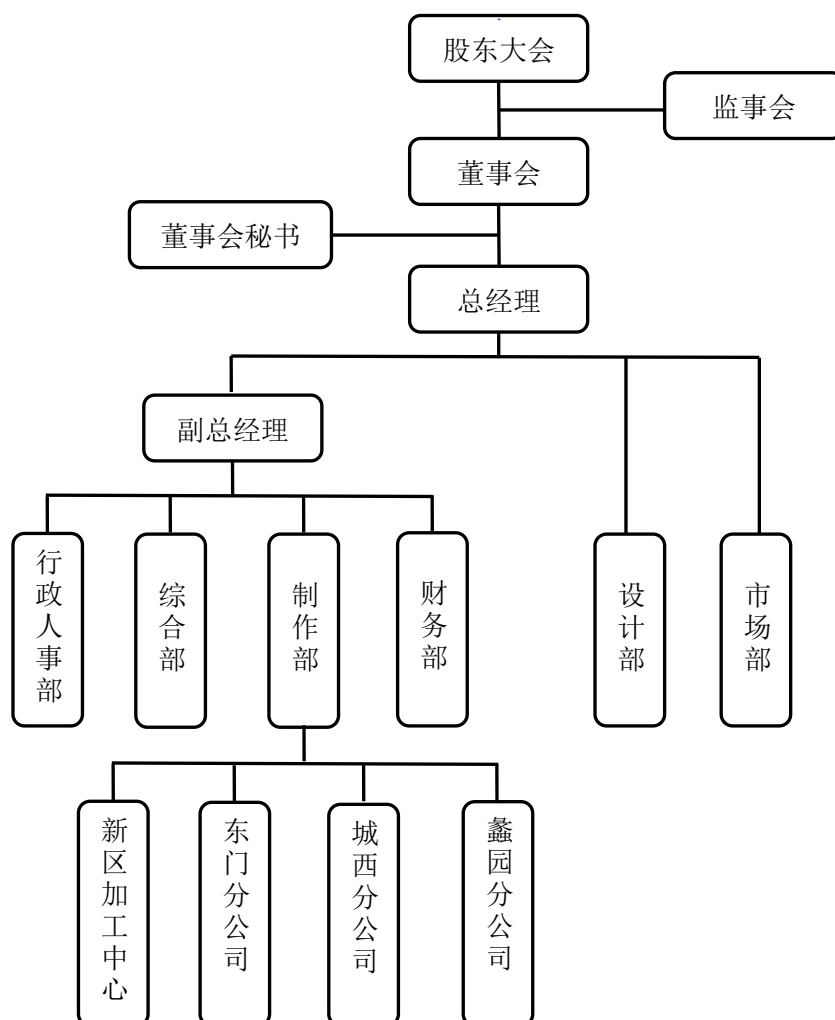 股东大会
监事会
董事会
董事会秘书
总经理
副总经理
行政人事部
综合部
制作部
财务部
设计部
市场部
新区加工中心
东门分公司
城西分公司
蠡园分公司